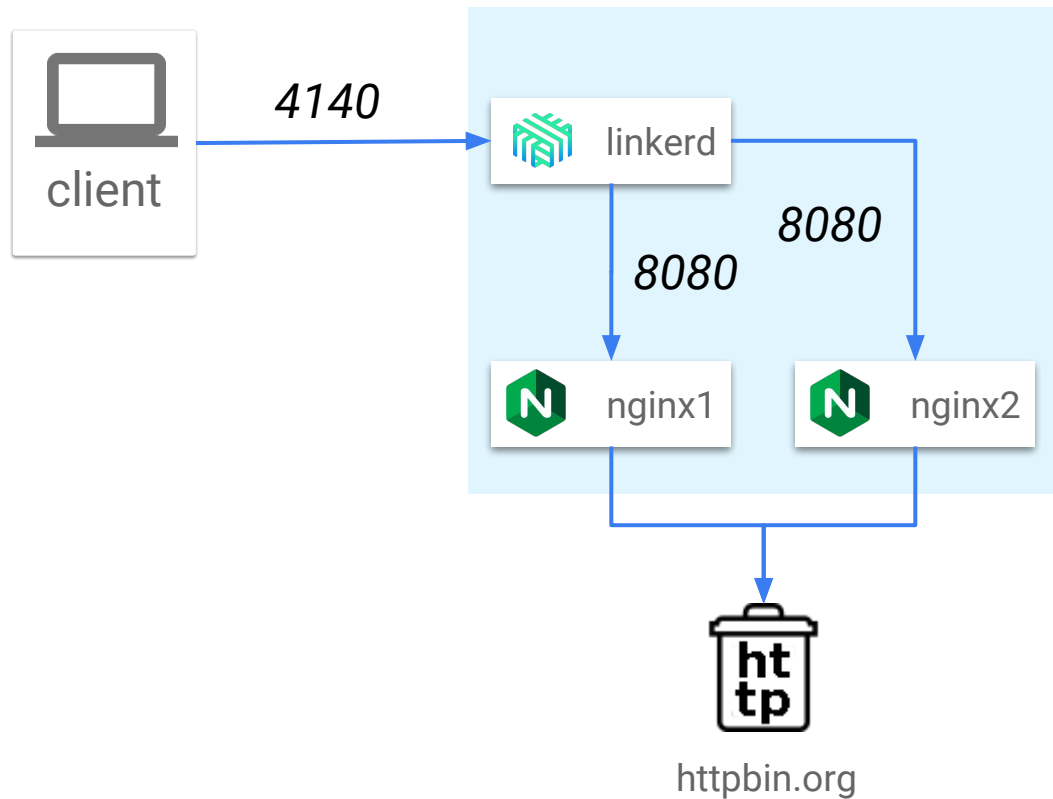 4140
client
linkerd
8080
8080
nginx1
nginx2
ht
tp
httpbin.org